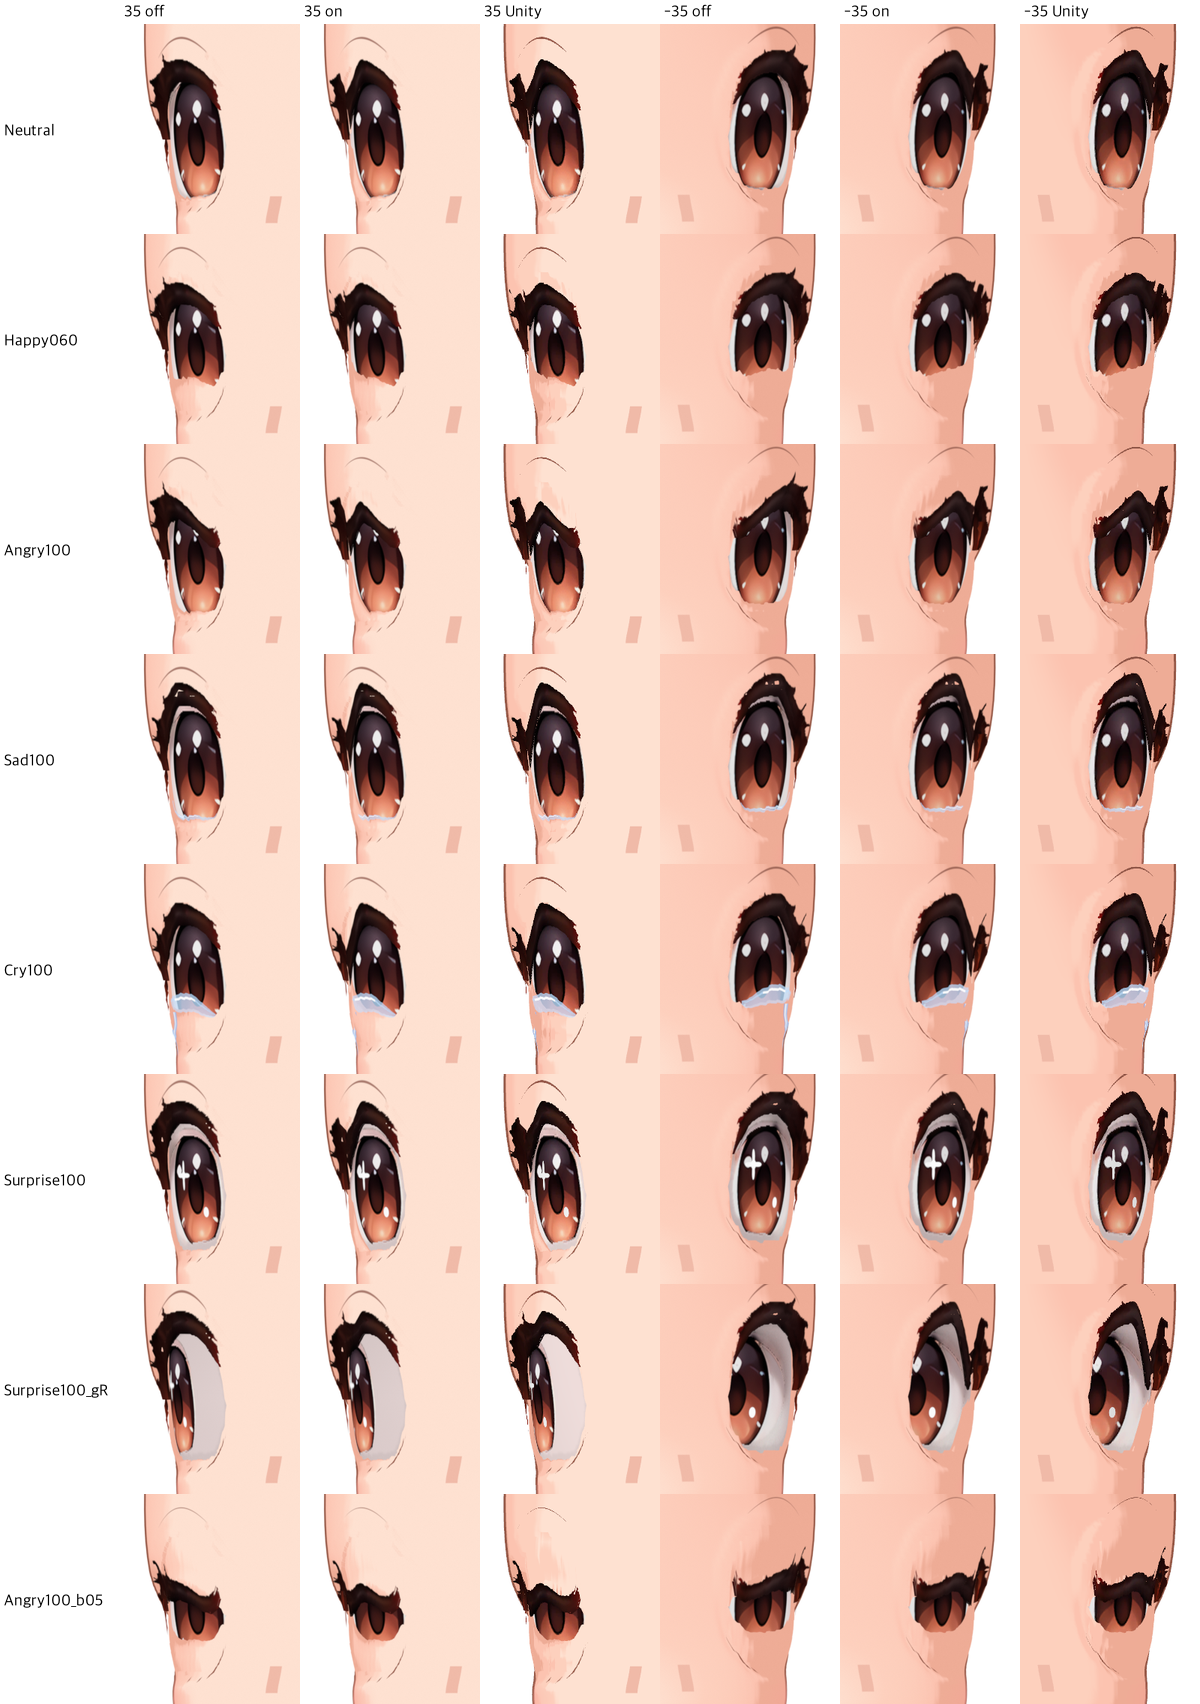 35 off 35 on 35 Unity -35 off -35 on -35 Unity
Neutral
Happy060
Angry100
Sad100
Cry100
Surprise100
Surprise100_gR
Angry100_b05